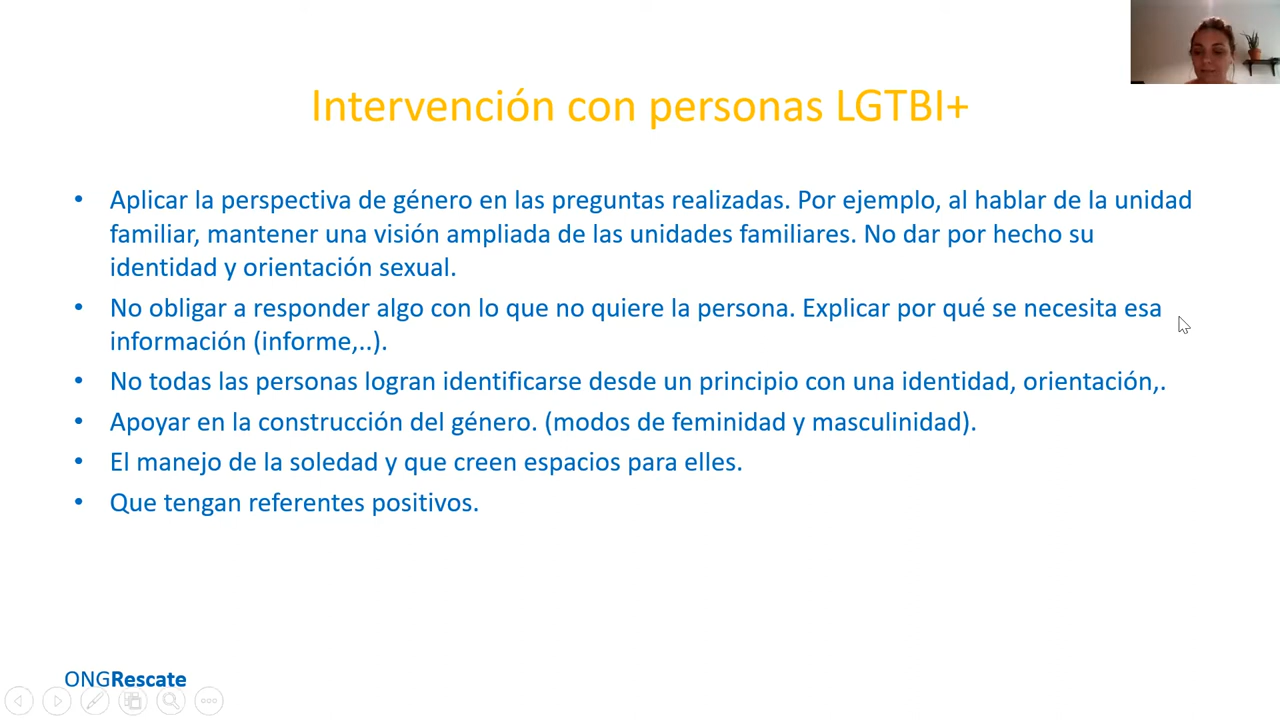 Intervención con personas LGTBI+
• Aplicar la perspectiva de género en las preguntas realizadas. Por ejemplo, al hablar de la unidad
familiar, mantener una visión ampliada de las unidades familiares. No dar por hecho su
identidad y orientación sexual.
• No obligar a responder algo con lo que no quiere la persona. Explicar por qué se necesita esa
información (informe,..).
• No todas las personas logran identificarse desde un principio con una identidad, orientación,.
• Apoyar en la construcción del género. (modos de feminidad y masculinidad).
• El manejo de la soledad y que creen espacios para elles.
• Que tengan referentes positivos.
ONGRescate